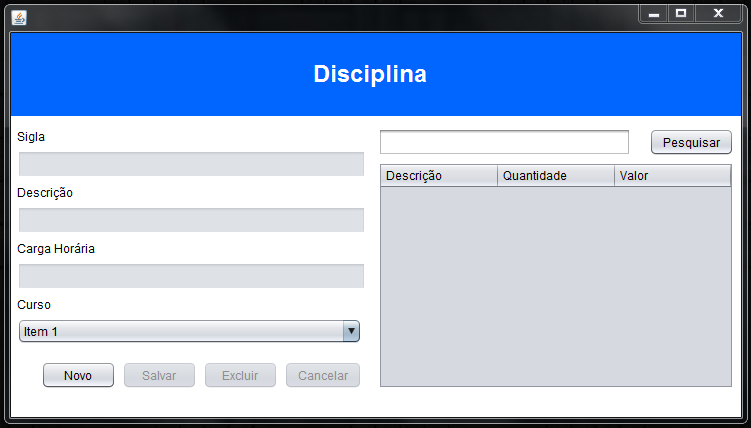 Disciplina
Sigla
Descrição
Carga Horária
Curso
Item 1
Novo Salvar Excluir Cancelar
Pesquisar
Descrição Quantidade Valor